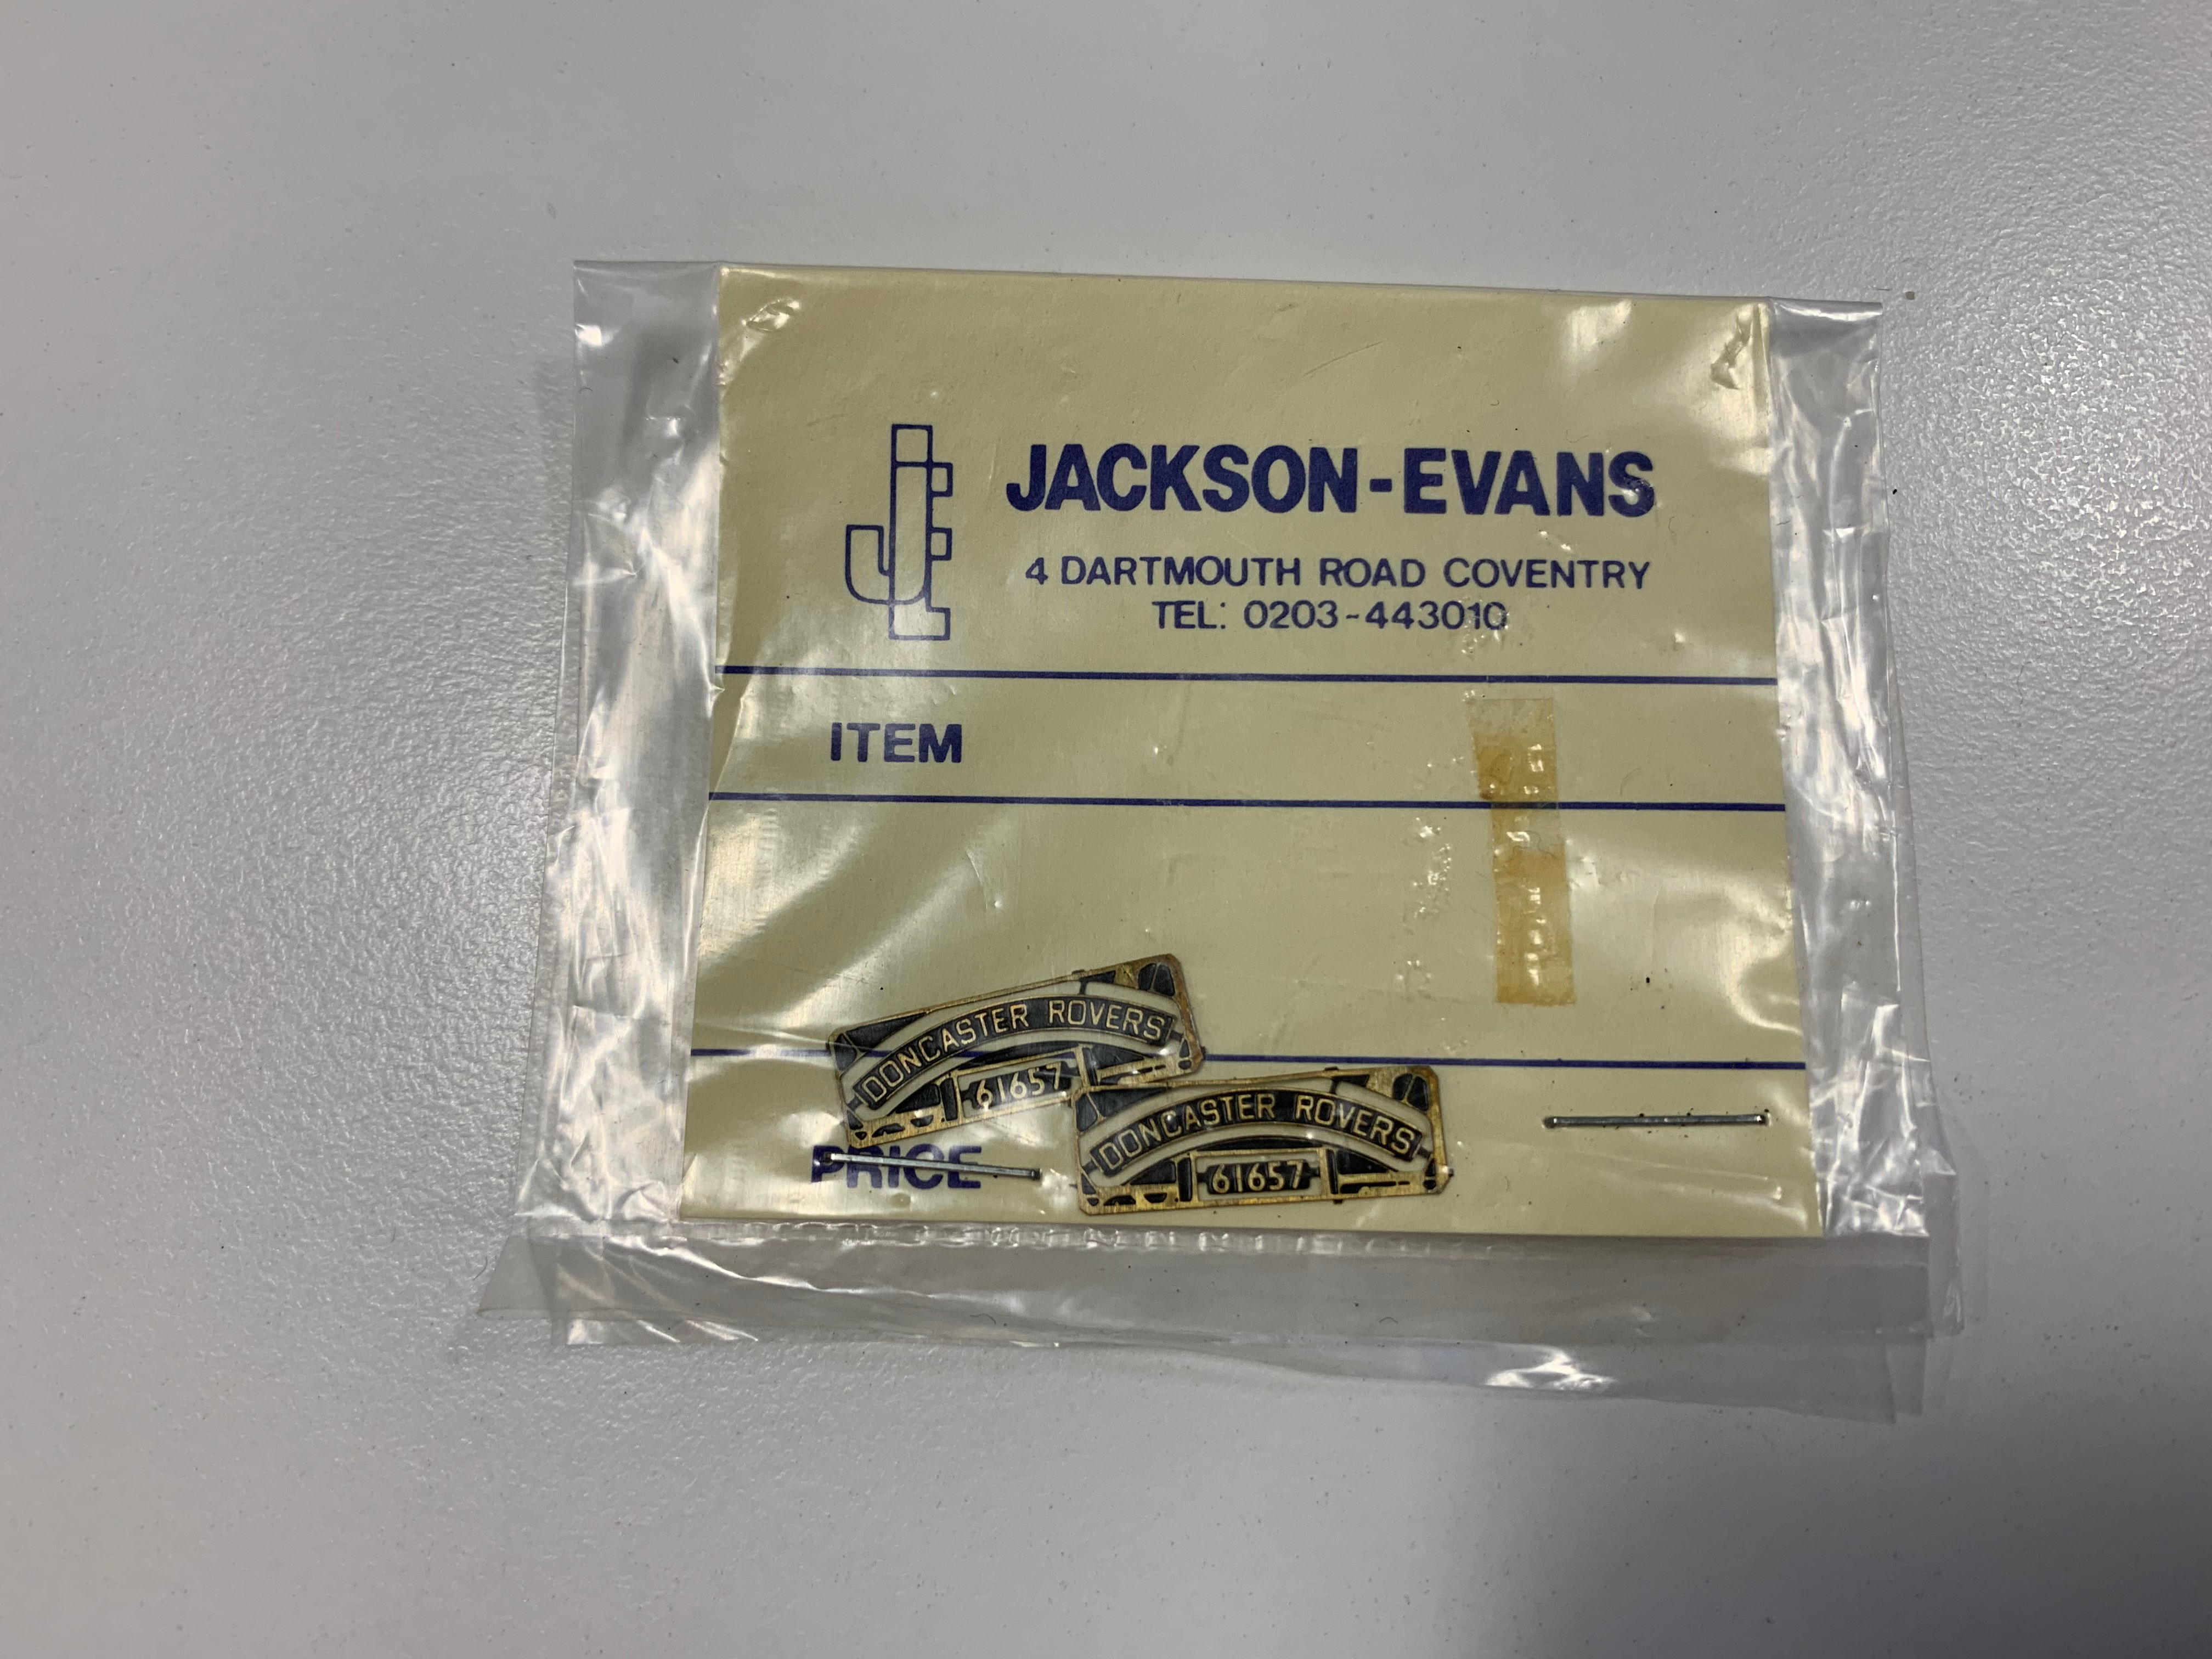 JACKSON-EVANS
4 DARTMOUTH ROAD COVENTRY
TEL: 0203-443010
ITEM
DONCASTER ROVERS
61657
DONCASTER ROVERS
61657
PRICE